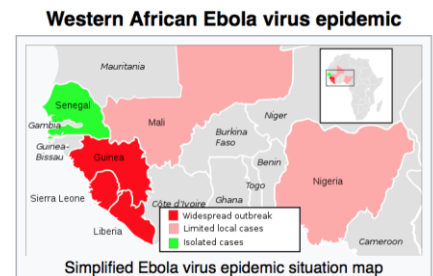 Western African Ebola virus epidemic
Mauritania
Senegal
Gambia
Mali
Niger
Guinea-
Bissau
Guinea
Burkina
Faso
Benin
Togo
Nigeria
Sierra Leone
Côte d'Ivoire
Ghana
Liberia
Cameroon
Widespread outbreak
Limited local cases
Isolated cases
Simplified Ebola virus epidemic situation map